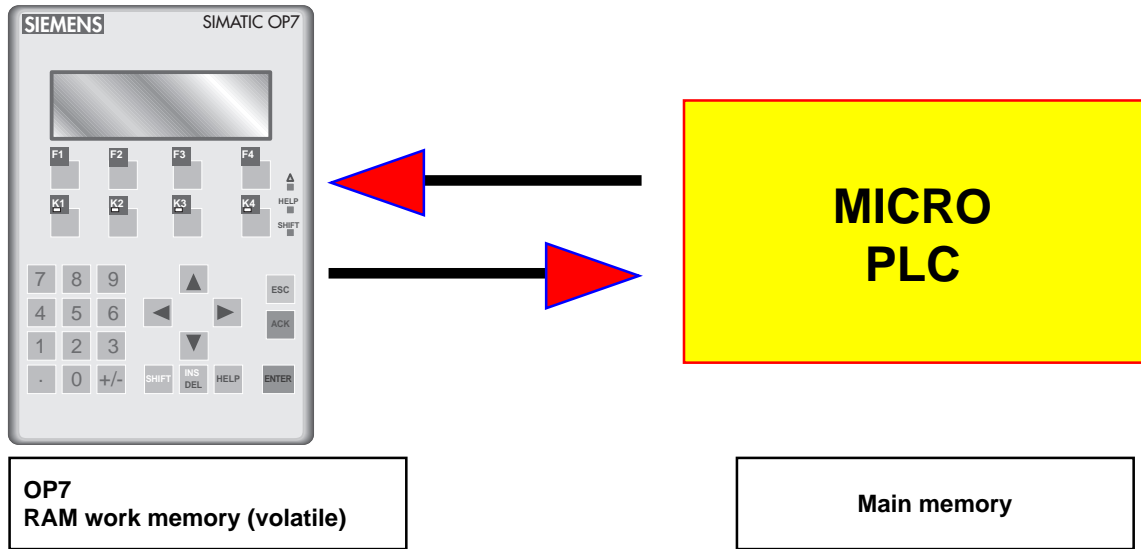 SIEMENS SIMATIC OP7
F1 F2 F3 F4
K1 K2 K3 K4 HELP
SHIFT
7 8 9 ESC
4 5 6 ACK
1 2 3
. 0 +/- SHIFT INS DEL HELP ENTER
MICRO
PLC
OP7
RAM work memory (volatile)
Main memory